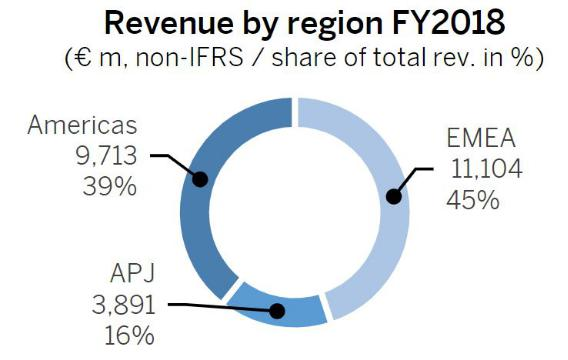 Revenue by region FY2018
(€ m, non-IFRS / share of total rev. in %)
Americas
9,713
39%
EMEA
11,104
45%
APJ
3,891
16%